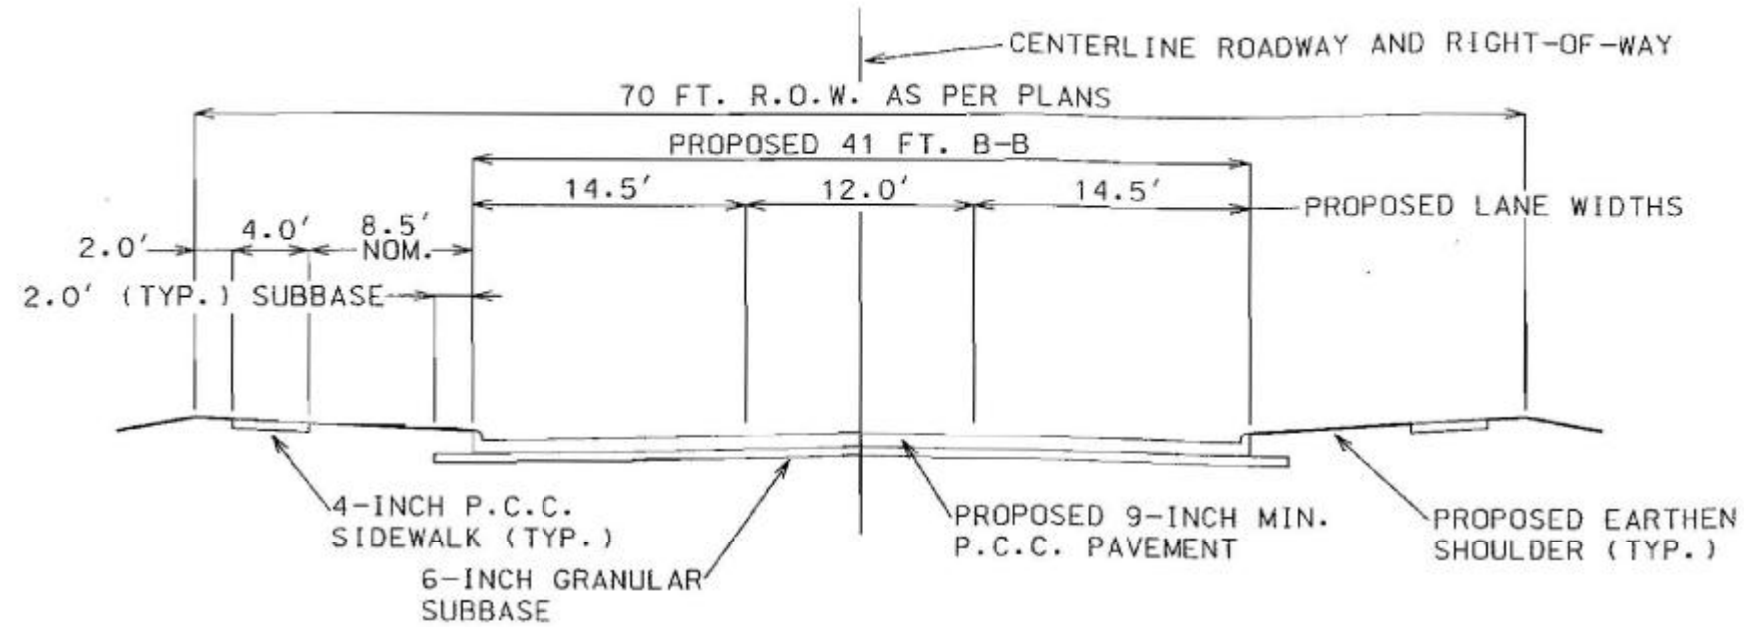 CENTERLINE ROADWAY AND RIGHT-OF-WAY
70 FT. R.O.W. AS PER PLANS
PROPOSED 41 FT. B-B
14.5′
12.0′
14.5′
PROPOSED LANE WIDTHS
2.0′
4.0′
8.5′
NOM.
2.0′ (TYP.) SUBBASE
4-INCH P.C.C.
SIDEWALK (TYP.)
6-INCH GRANULAR
SUBBASE
PROPOSED 9-INCH MIN.
P.C.C. PAVEMENT
PROPOSED EARTHEN
SHOULDER (TYP.)